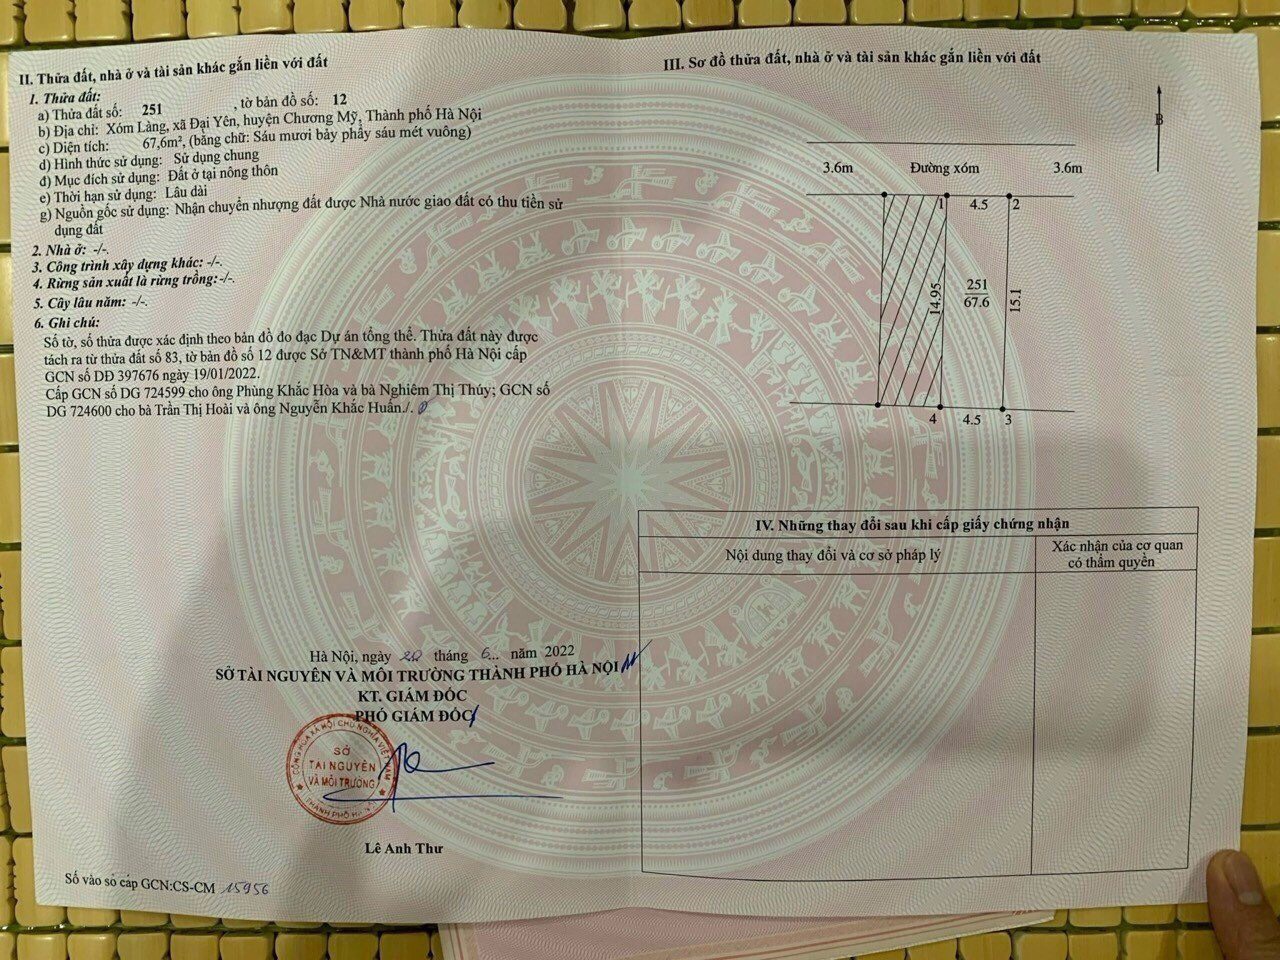 II. Thửa đất, nhà ở và tài sản khác gắn liền với đất
1. Thửa đất:
a) Thửa đất số: 251 , tờ bản đồ số: 12
b) Địa chỉ: Xóm Làng, xã Đại Yên, huyện Chương Mỹ, Thành phố Hà Nội
c) Diện tích: 67,6m², (bằng chữ: Sáu mươi bảy phẩy sáu mét vuông)
d) Hình thức sử dụng: Sử dụng chung
đ) Mục đích sử dụng: Đất ở tại nông thôn
e) Thời hạn sử dụng: Lâu dài
g) Nguồn gốc sử dụng: Nhận chuyển nhượng đất được Nhà nước giao đất có thu tiền sử
dụng đất
2. Nhà ở: -/-.
3. Công trình xây dựng khác: -/-.
4. Rừng sản xuất là rừng trồng: -/-.
5. Cây lâu năm: -/-.
6. Ghi chú:
Số tờ, số thửa được xác định theo bản đồ đo đạc Dự án tổng thể. Thửa đất này được
tách ra từ thửa đất số 83, tờ bản đồ số 12 được Sở TN&MT thành phố Hà Nội cấp
GCN số DĐ 397676 ngày 19/01/2022.
Cấp GCN số DG 724599 cho ông Phùng Khắc Hòa và bà Nghiêm Thị Thúy; GCN số
DG 724600 cho bà Trần Thị Hoài và ông Nguyễn Khắc Huấn./.
Hà Nội, ngày 20 tháng 6 năm 2022
SỞ TÀI NGUYÊN VÀ MÔI TRƯỜNG THÀNH PHỐ HÀ NỘI
KT. GIÁM ĐỐC
PHÓ GIÁM ĐỐC
CỘNG HÒA XÃ HỘI CHỦ NGHĨA VIỆT NAM
SỞ
TÀI NGUYÊN
VÀ MÔI TRƯỜNG
THÀNH PHỐ HÀ NỘI
Lê Anh Thư
Số vào sổ cấp GCN:CS-CM 15956
III. Sơ đồ thửa đất, nhà ở và tài sản khác gắn liền với đất
B
3.6m Đường xóm 3.6m
1 4.5 2
14.95
251
67.6
15.1
4 4.5 3
IV. Những thay đổi sau khi cấp giấy chứng nhận
Nội dung thay đổi và cơ sở pháp lý
Xác nhận của cơ quan
có thẩm quyền